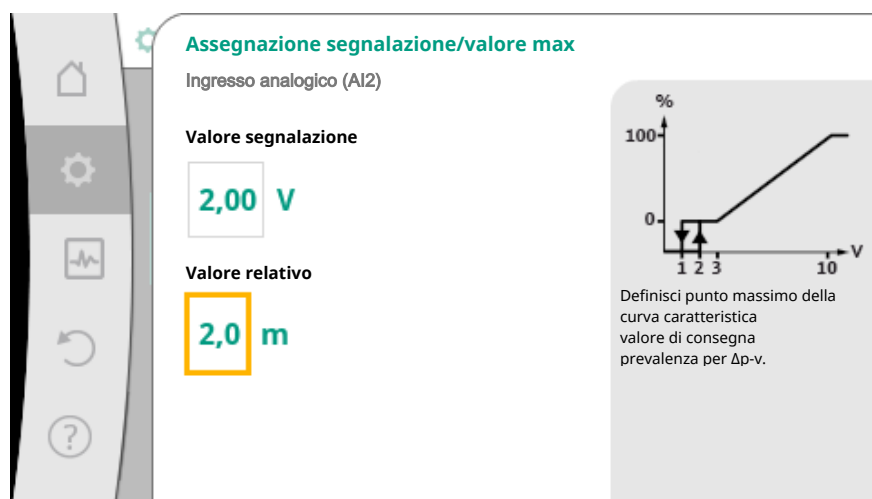 Assegnazione segnalazione/valore max
Ingresso analogico (AI2)
Valore segnalazione
2,00 V
Valore relativo
2,0 m
%
100
0
1 2 3 10 V
Definisci punto massimo della
curva caratteristica
valore di consegna
prevalenza per Δp-v.
?